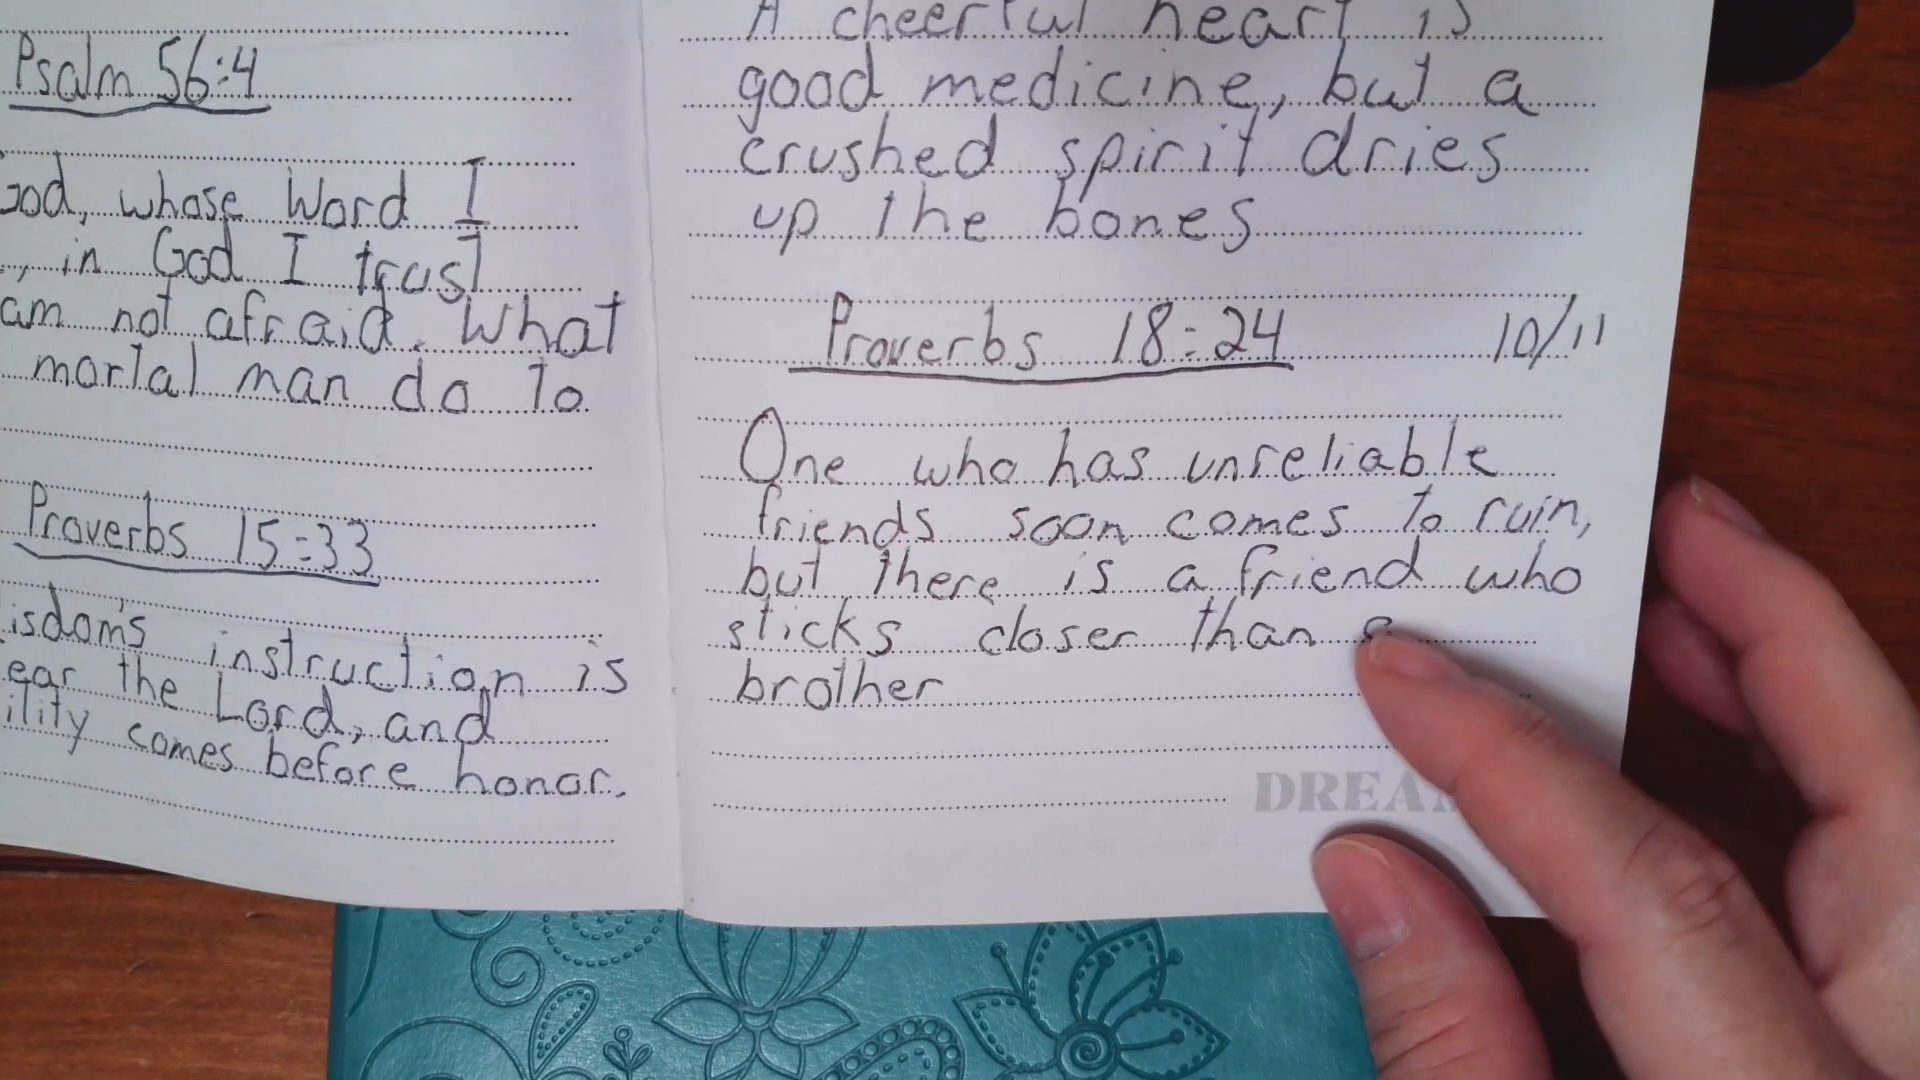 Psalm 56:4
God, whose Word I
, in God I trust
am not afraid. What
mortal man do to
Proverbs 15:33
isdom's instruction is
ear the Lord, and
ility comes before honor.
A cheerful heart is
good medicine, but a
crushed spirit dries
up the bones
Proverbs 18:24 10/11
One who has unreliable
friends soon comes to ruin,
but there is a friend who
sticks closer than a
brother
DREA